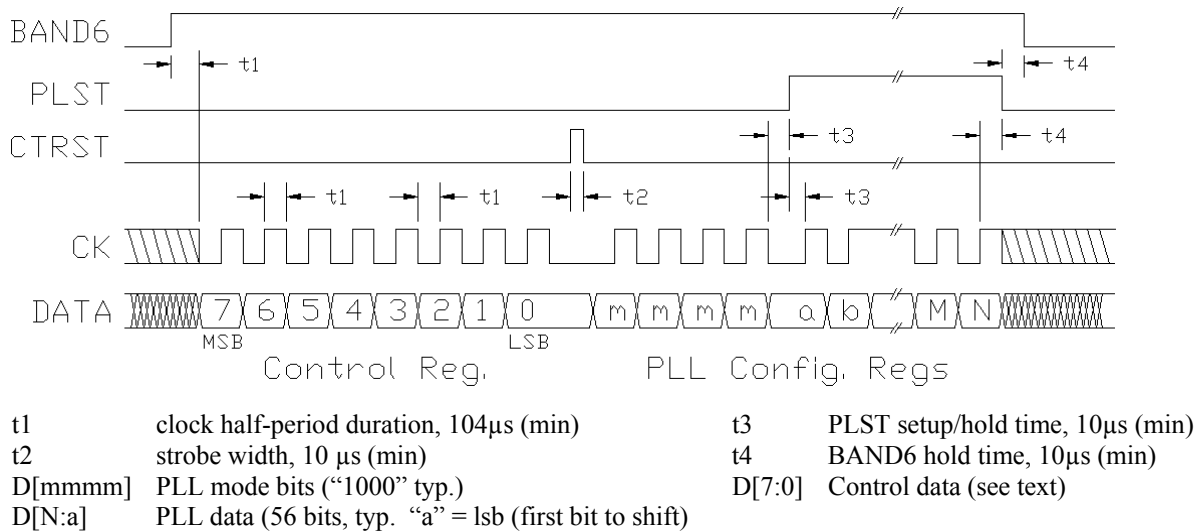 BAND6
t1
t4
PLST
t3
t4
CTRST
t1
t1
t2
t3
CK
DATA 7 6 5 4 3 2 1 0 m m m m a b M N
MSB LSB
Control Reg. PLL Config. Regs
t1 clock half-period duration, 104µs (min) t3 PLST setup/hold time, 10µs (min)
t2 strobe width, 10 µs (min) t4 BAND6 hold time, 10µs (min)
D[mmmm] PLL mode bits (“1000” typ.) D[7:0] Control data (see text)
D[N:a] PLL data (56 bits, typ. “a” = lsb (first bit to shift)